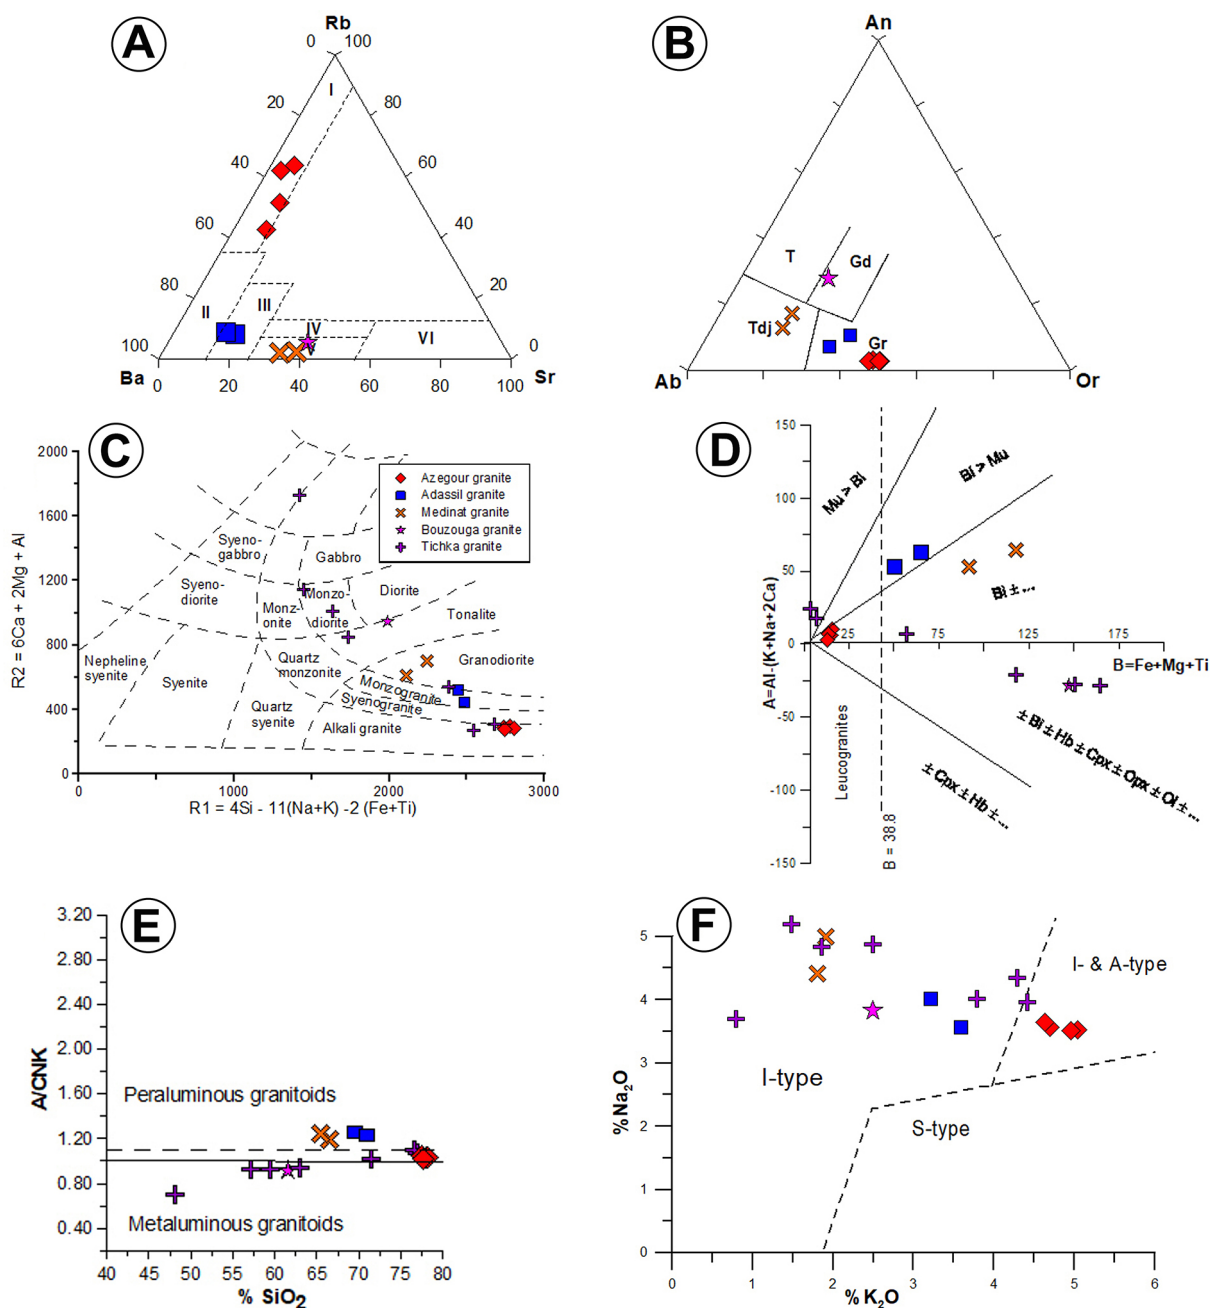 A
Rb
0 100
I
20 80
40 60
60 40
80 20
II III IV VI
V
100 0
Ba Sr
0 20 40 60 80 100
B
An
T Gd
Tdj Gr
Ab Or
C
R2 = 6Ca + 2Mg + Al
2000
1600
1200
800
400
0
Azegour granite
Adassil granite
Medinat granite
Bouzouga granite
Tichka granite
Syeno-
gabbro
Gabbro
Syeno-
diorite
Monz-
onite
Monzo-
diorite
Diorite
Tonalite
Nepheline
syenite
Syenite
Quartz
monzonite
Granodiorite
Monzogranite
Syenogranite
Quartz
syenite
Alkali granite
0 1000 2000 3000
R1 = 4Si - 11(Na+K) -2 (Fe+Ti)
D
A=Al-(K+Na+2Ca)
150
100
50
0
-50
-100
-150
Mu > Bi
Bi > Mu
Bi ±...
25 75 125 175
B=Fe+Mg+Ti
± Bi ± Hb ± Cpx ± Opx ± Ol ± ...
± Cpx ± Hb ± ...
Leucogranites
B = 38.8
E
A/CNK
3.20
2.80
2.40
2.00
1.60
1.20
0.80
0.40
Peraluminous granitoids
Metaluminous granitoids
40 45 50 55 60 65 70 75 80
% SiO₂
F
%Na₂O
5
4
3
2
1
0
I- & A-type
I-type
S-type
0 1 2 3 4 5 6
% K₂O